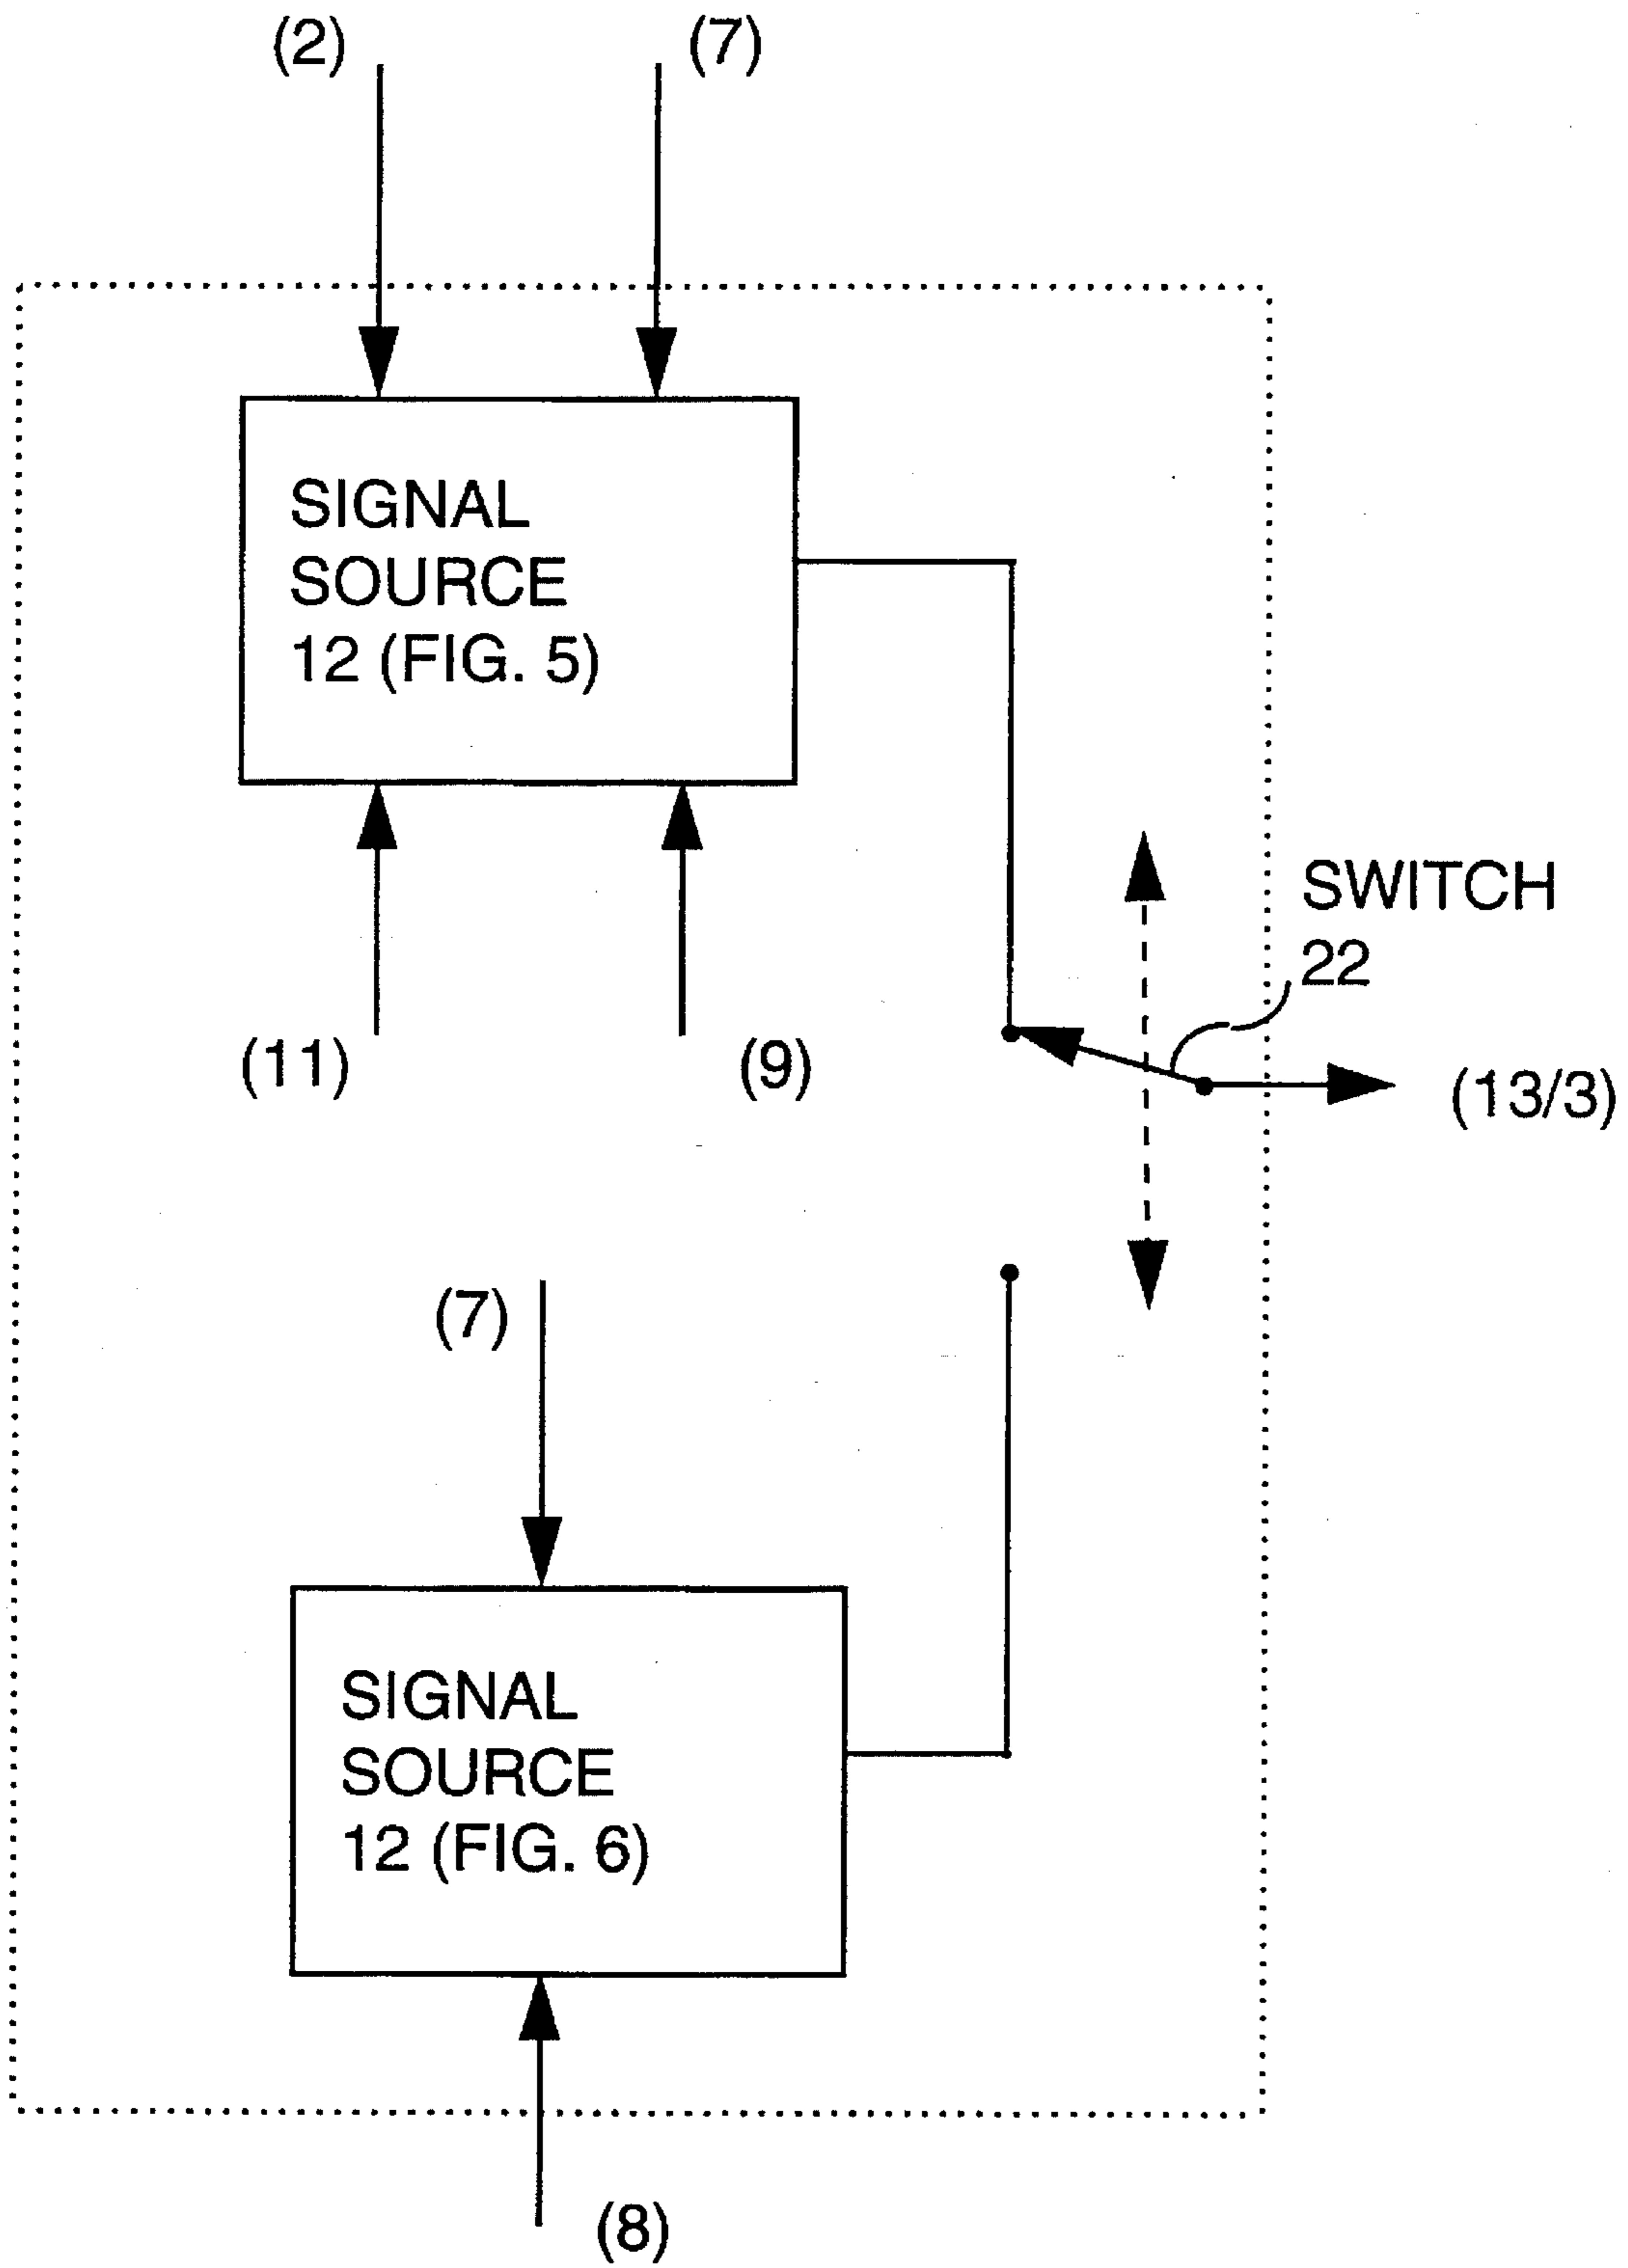 (2)
(7)
SIGNAL
SOURCE
12 (FIG. 5)
(11)
(9)
SWITCH
22
(13/3)
(7)
SIGNAL
SOURCE
12 (FIG. 6)
(8)